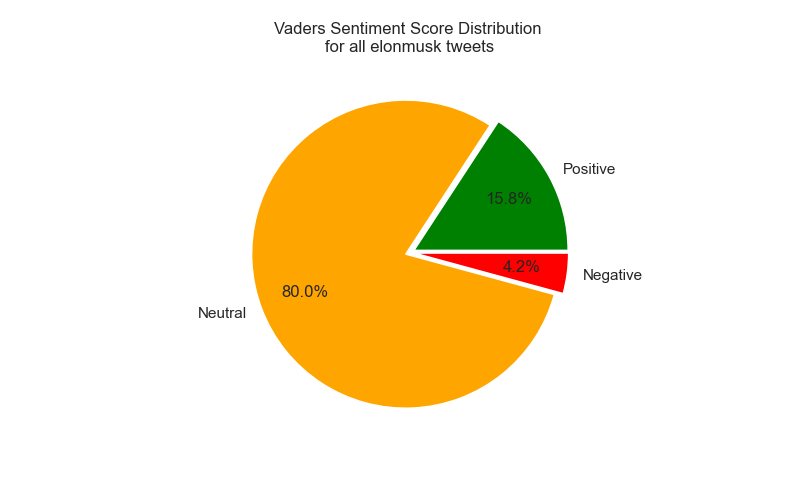 Vaders Sentiment Score Distribution
for all elonmusk tweets
Positive
15.8%
4.2%
Negative
80.0%
Neutral